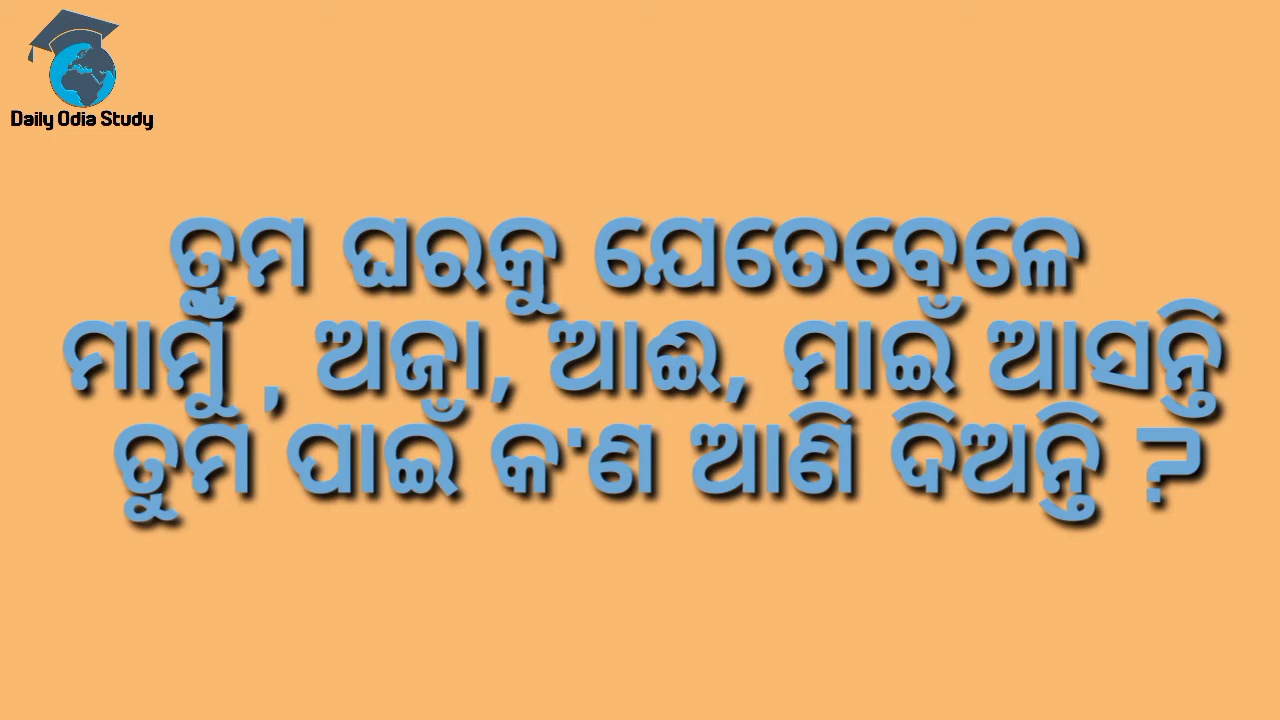 Daily Odia Study
ତୁମ ଘରକୁ ଯେତେବେଳେ
ମାମୁଁ , ଅଜା, ଆଈ, ମାଇଁ ଆସନ୍ତି
ତୁମ ପାଇଁ କ'ଣ ଆଣି ଦିଅନ୍ତି ?